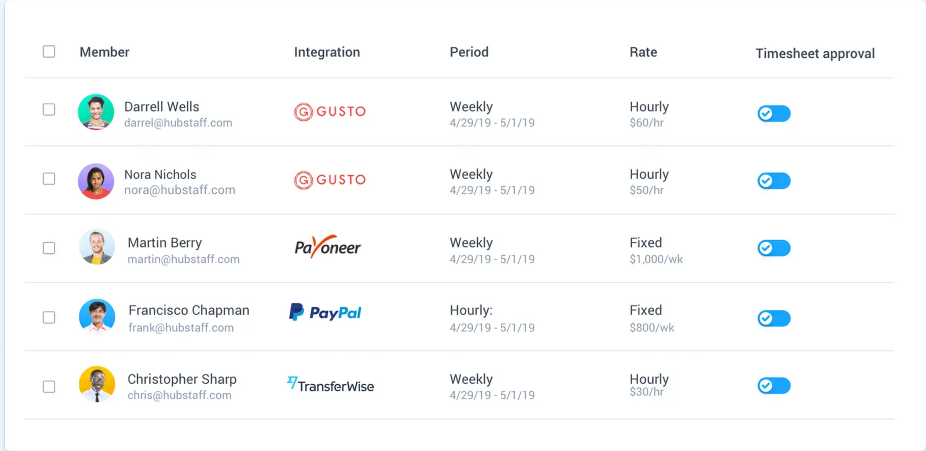 Member Integration Period Rate Timesheet approval
Darrell Wells GUSTO Weekly Hourly
darrel@hubstaff.com 4/29/19 - 5/1/19 $60/hr
Nora Nichols GUSTO Weekly Hourly
nora@hubstaff.com 4/29/19 - 5/1/19 $50/hr
Martin Berry Payoneer Weekly Fixed
martin@hubstaff.com 4/29/19 - 5/1/19 $1,000/wk
Francisco Chapman PayPal Hourly: Fixed
frank@hubstaff.com 4/29/19 - 5/1/19 $800/wk
Christopher Sharp TransferWise Weekly Hourly
chris@hubstaff.com 4/29/19 - 5/1/19 $30/hr